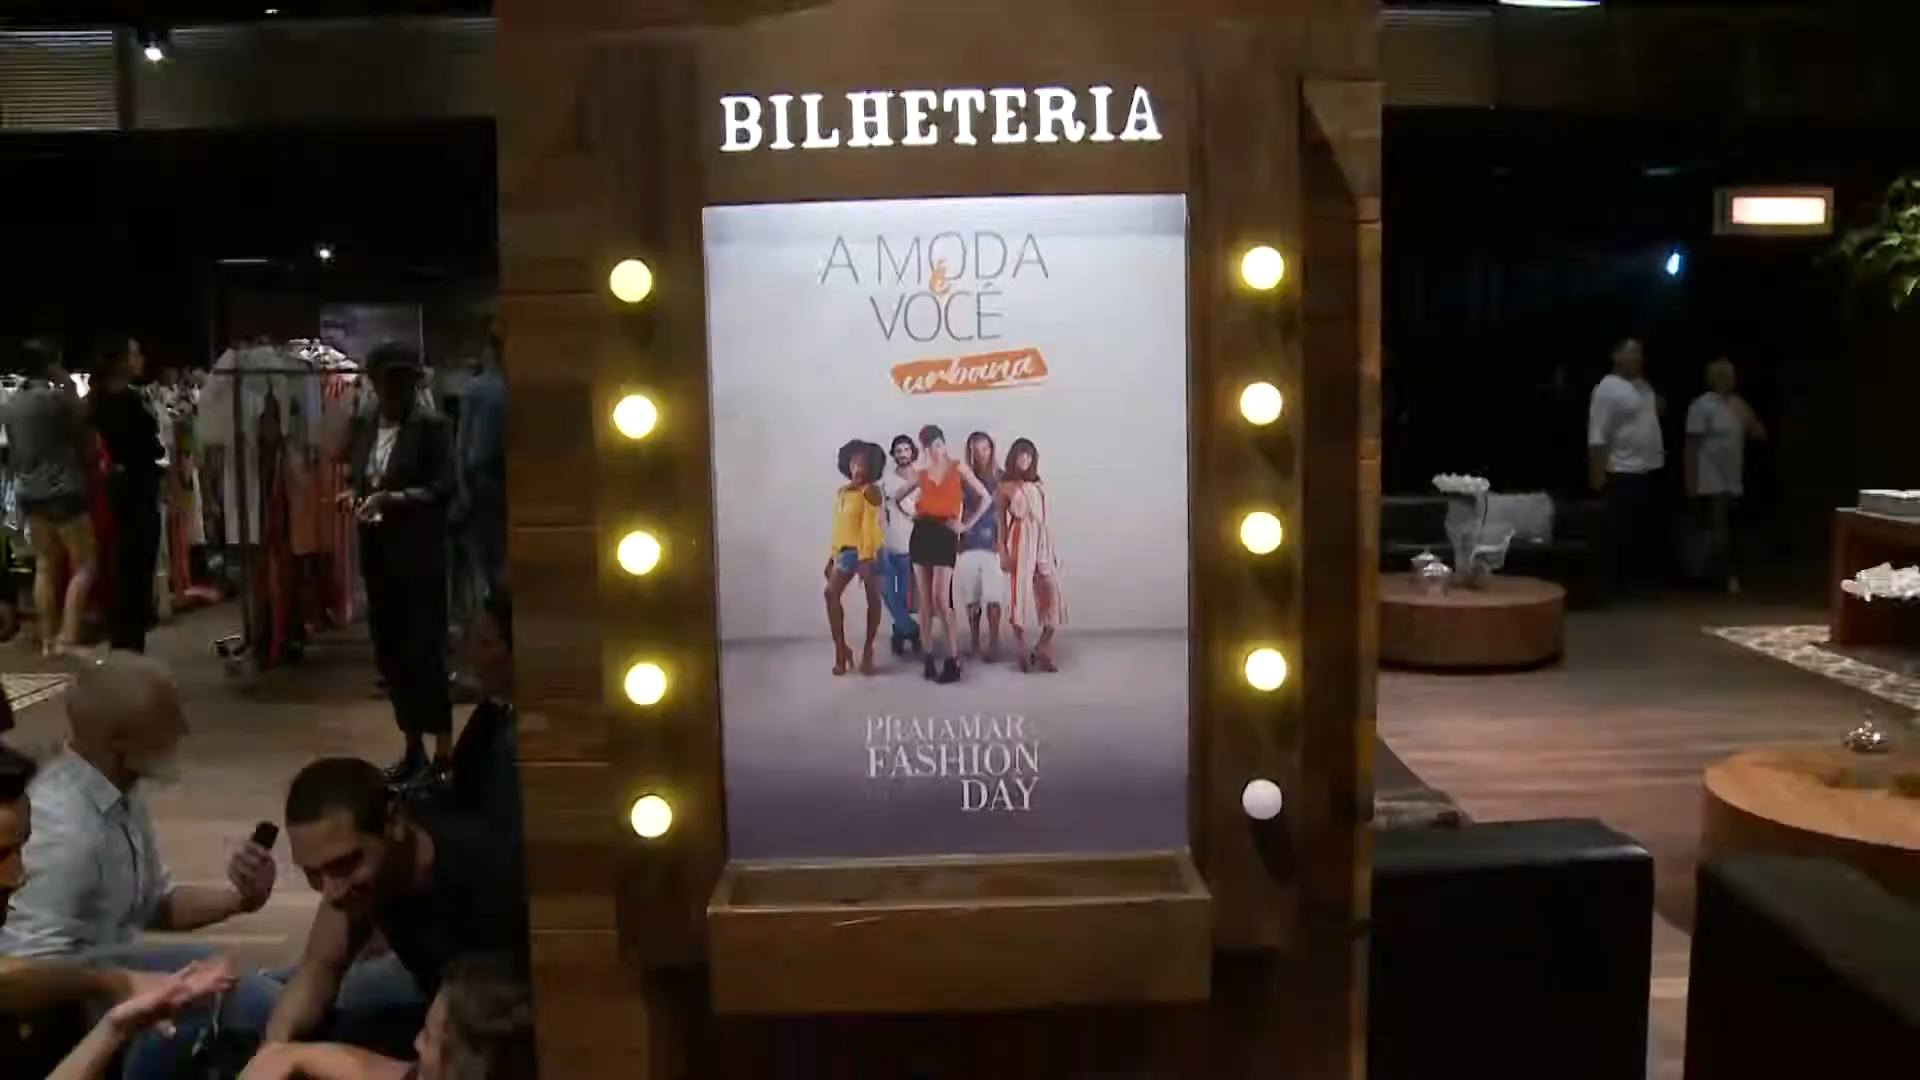 BILHETERIA
A MODA
é
VOCÊ
urbana
PRAIAMAR
FASHION
DAY